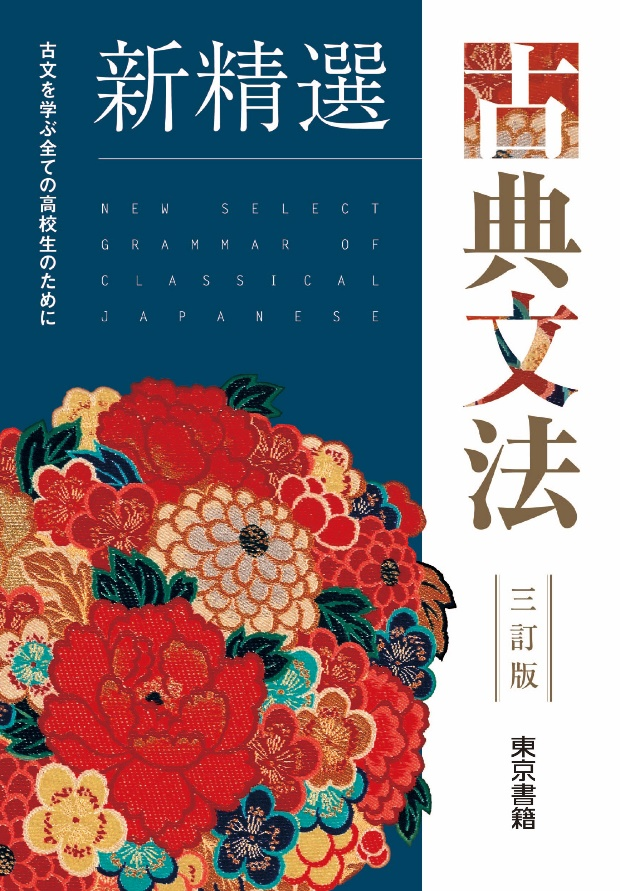 新精選
古典文法
三訂版
東京書籍
NEW SELECT
GRAMMAR OF
CLASSICAL
JAPANESE
古文を学ぶ全ての高校生のために